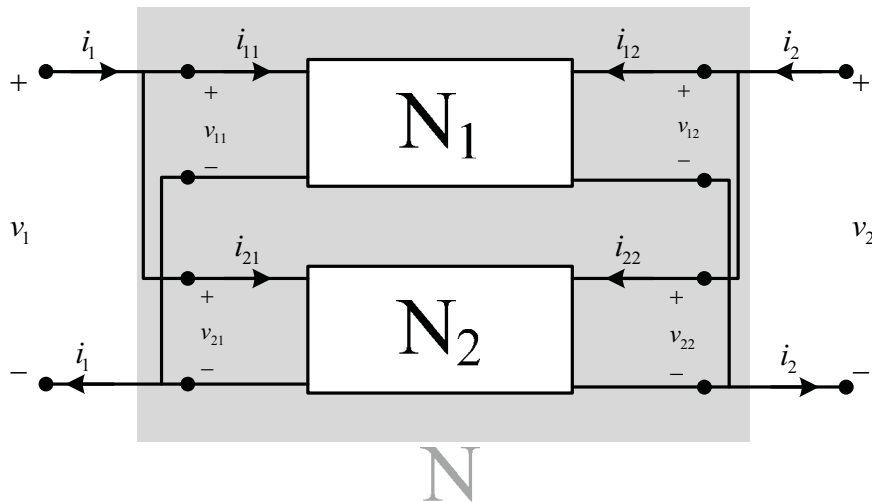 i₁ i₁₁ i₁₂ i₂
+ + + +
N₁
v₁₁ v₁₂
− −
v₁ v₂
i₂₁ i₂₂
+ +
N₂
v₂₁ v₂₂
− i₁ − − i₂ −
N